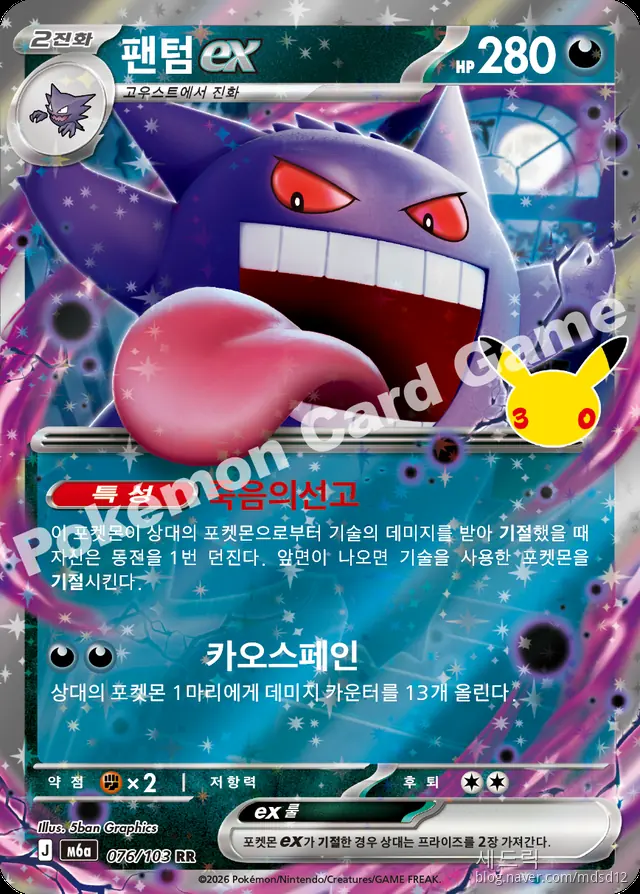 2진화
팬텀 ex
HP 280
고우스트에서 진화
Pokémon Card Game
30
특성 죽음의선고
이 포켓몬이 상대의 포켓몬으로부터 기술의 데미지를 받아 기절했을 때
자신은 동전을 1번 던진다. 앞면이 나오면 기술을 사용한 포켓몬을
기절시킨다.
카오스페인
상대의 포켓몬 1마리에게 데미지 카운터를 13개 올린다.
약점 ×2 저항력 후퇴
Illus. 5ban Graphics
ex룰
J m6a 076/103 RR
포켓몬 ex가 기절한 경우 상대는 프라이즈를 2장 가져간다.
©2026 Pokémon/Nintendo/Creatures/GAME FREAK.
세드릭
blog.naver.com/mdsd12